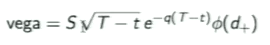 vega = S√T − t e^{−q(T−t)}ϕ(d₊)